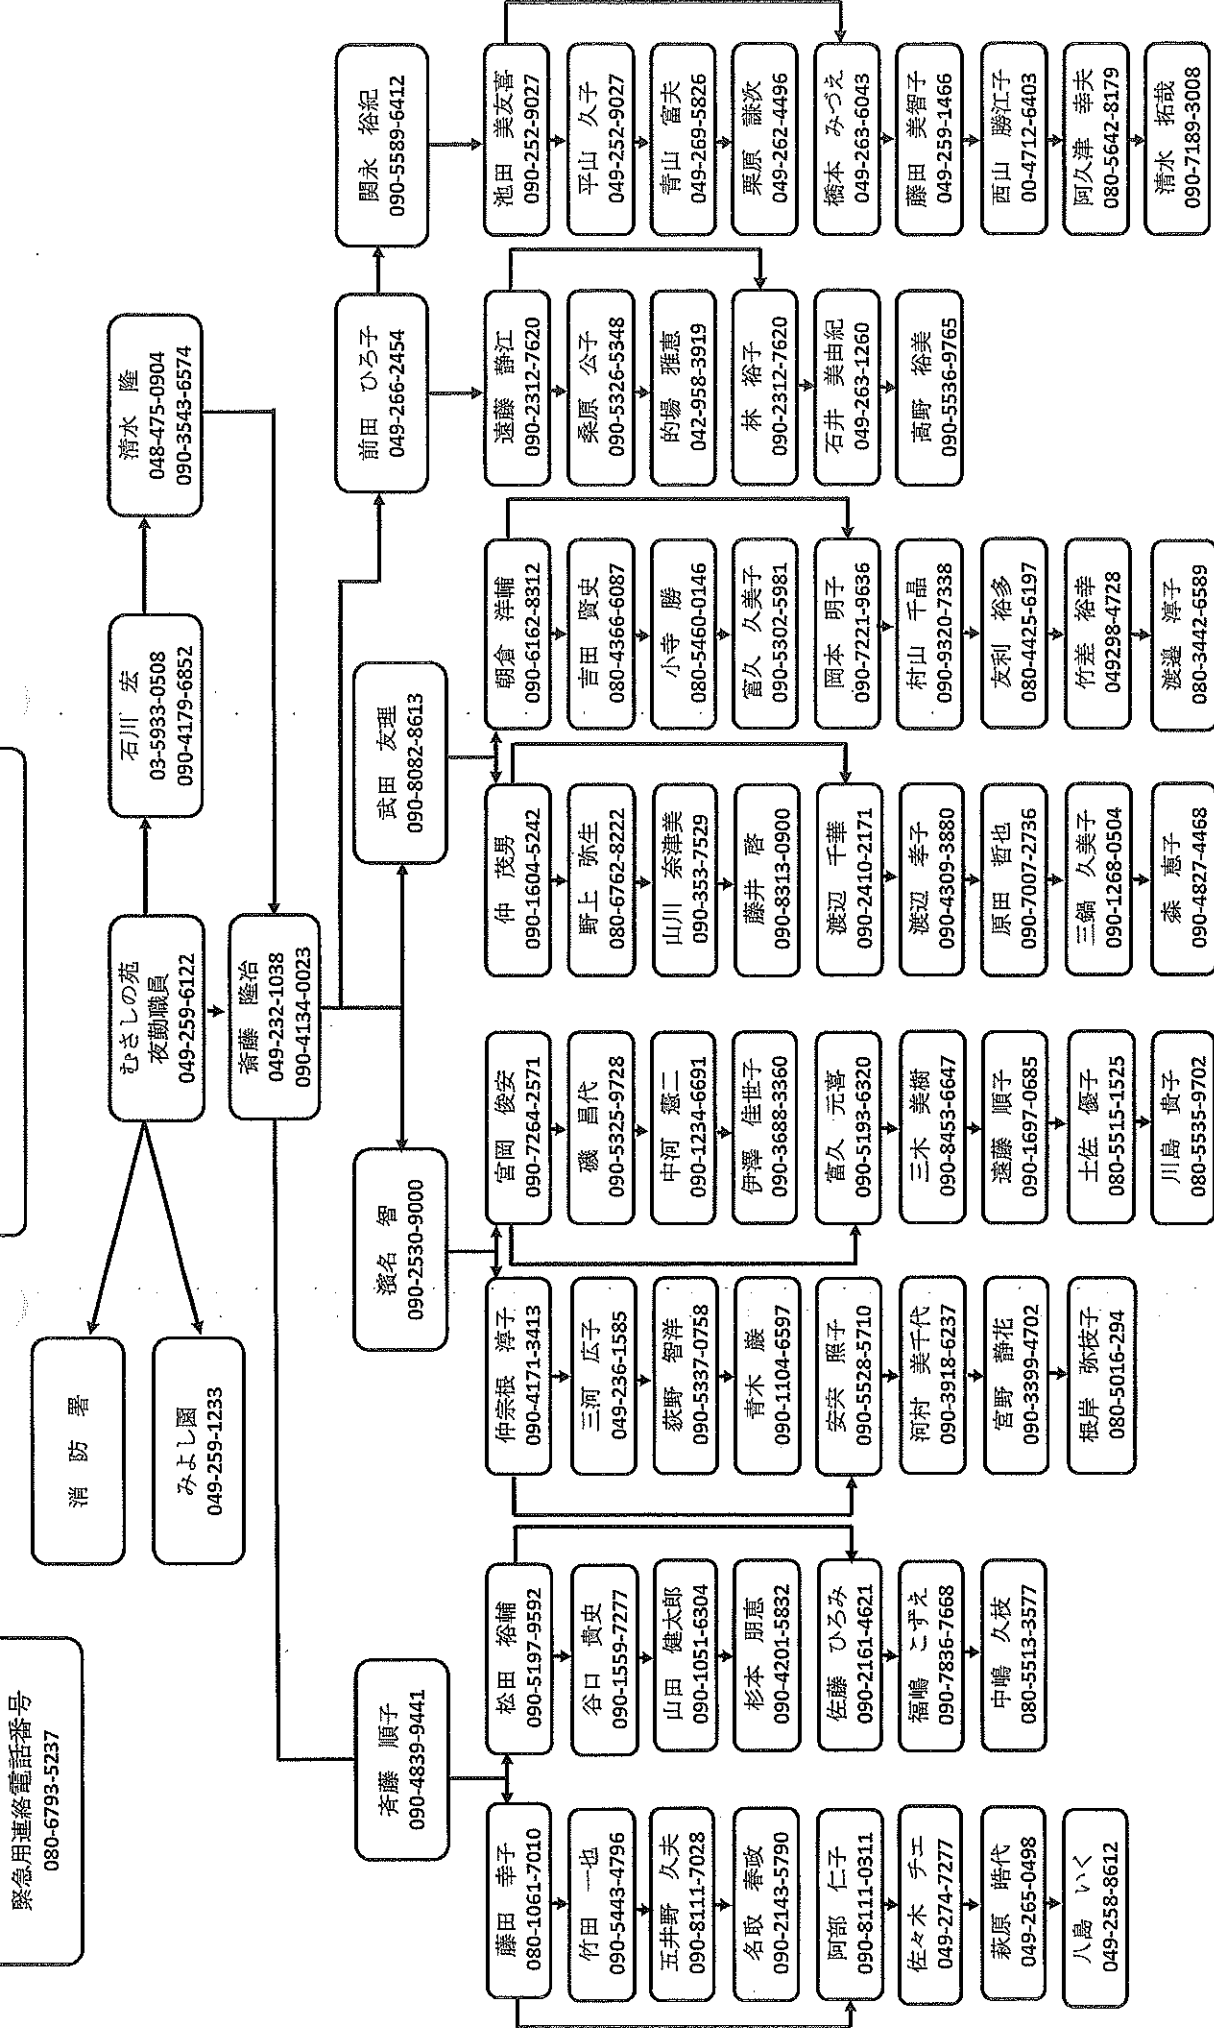 緊急用連絡電話番号
080-6793-5237
消 防 署
みよし園
049-259-1233
むさしの苑
夜勤職員
049-259-6122
石川 宏
03-5933-0508
090-4179-6852
清水 隆
048-475-0904
090-3543-6574
斎藤 隆治
049-232-1038
090-4134-0023
斉藤 順子
090-4839-9441
濱名 智
090-2530-9000
武田 友理
090-8082-8613
前田 ひろ子
049-266-2454
関永 裕紀
090-5589-6412
藤田 幸子
080-1061-7010
竹田 一也
090-5443-4796
五井野 久夫
090-8111-7028
名取 春政
090-2143-5790
阿部 仁子
090-8111-0311
佐々木 チエ
049-274-7277
萩原 皓代
049-265-0498
八島 いく
049-258-8612
松田 裕輔
090-5197-9592
谷口 貴史
090-1559-7277
山田 健太郎
090-1051-6304
杉本 朋恵
090-4201-5832
佐藤 ひろみ
090-2161-4621
福嶋 こずえ
090-7836-7668
中嶋 久枝
080-5513-3577
仲宗根 淳子
090-4171-3413
三河 広子
049-236-1585
荻野 智洋
090-5337-0758
青木 巌
090-1104-6597
安実 照子
090-5528-5710
河村 美千代
090-3918-6237
宮野 静花
090-3399-4702
根岸 弥枝子
080-5016-294
宮岡 俊安
090-7264-2571
磯 昌代
090-5325-9728
中河 憲二
090-1234-6691
伊澤 佳世子
090-3688-3360
富久 元喜
090-5193-6320
三木 美樹
090-8453-6647
遠藤 順子
090-1697-0685
土佐 優子
080-5515-1525
川島 貴子
080-5535-9702
仲 茂男
090-1604-5242
野上 弥生
080-6762-8222
山川 奈津美
090-353-7529
藤井 啓
090-8313-0900
渡辺 千華
090-2410-2171
渡辺 孝子
090-4309-3880
原田 哲也
090-7007-2736
三鍋 久美子
090-1268-0504
森 恵子
090-4827-4468
朝倉 洋輔
090-6162-8312
吉田 賢史
080-4366-6087
小寺 勝
080-5460-0146
富久 久美子
090-5302-5981
岡本 明子
090-7221-9636
村山 千晶
090-9320-7338
友利 裕多
080-4425-6197
竹差 裕幸
049298-4728
渡邉 淳子
080-3442-6589
遠藤 静江
090-2312-7620
桑原 公子
090-5326-5348
的場 雅恵
042-958-3919
林 裕子
090-2312-7620
石井 美由紀
049-263-1260
高野 裕美
090-5536-9765
池田 美友喜
090-252-9027
平山 久子
049-252-9027
青山 富夫
049-269-5826
栗原 謙次
049-262-4496
橋本 みづえ
049-263-6043
藤田 美智子
049-259-1466
西山 勝江子
00-4712-6403
阿久津 幸夫
080-5642-8179
清水 拓哉
090-7189-3008